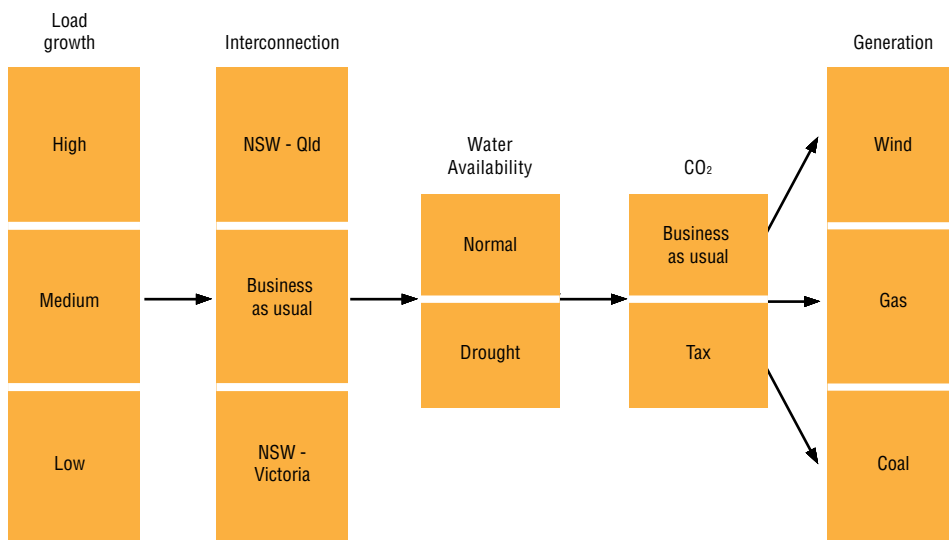 Load
growth
High
Medium
Low
Interconnection
NSW - Qld
Business
as usual
NSW -
Victoria
Water
Availability
Normal
Drought
CO₂
Business
as usual
Tax
Generation
Wind
Gas
Coal